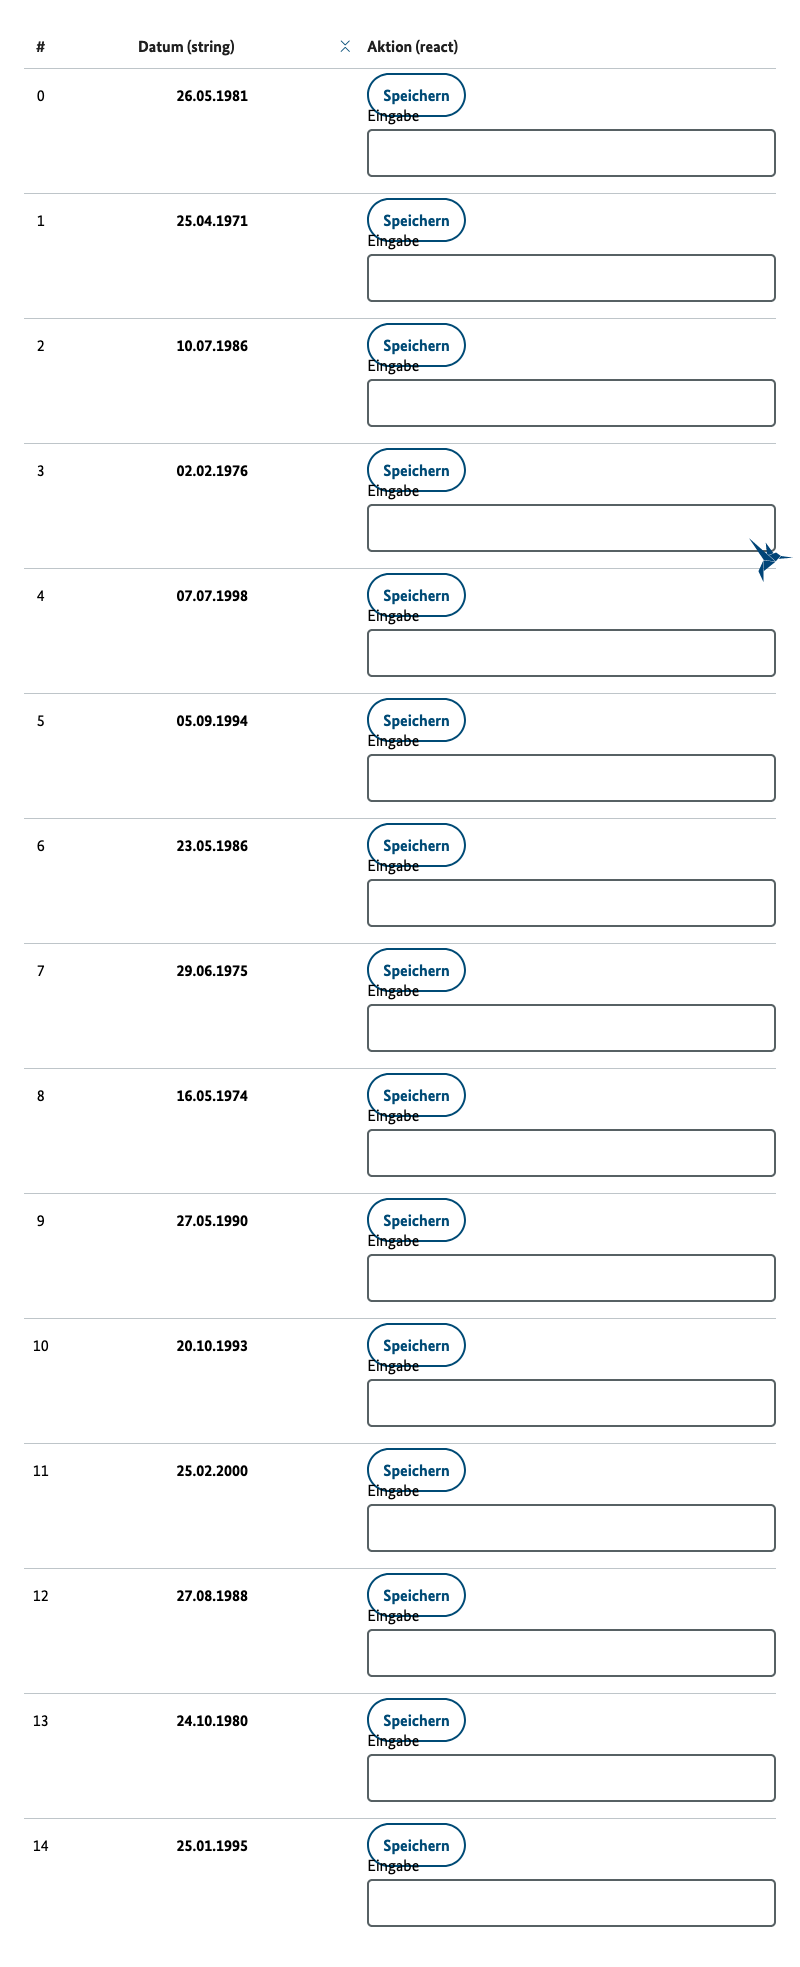 # Datum (string) Aktion (react)
0 26.05.1981 Speichern
Eingabe
1 25.04.1971 Speichern
Eingabe
2 10.07.1986 Speichern
Eingabe
3 02.02.1976 Speichern
Eingabe
4 07.07.1998 Speichern
Eingabe
5 05.09.1994 Speichern
Eingabe
6 23.05.1986 Speichern
Eingabe
7 29.06.1975 Speichern
Eingabe
8 16.05.1974 Speichern
Eingabe
9 27.05.1990 Speichern
Eingabe
10 20.10.1993 Speichern
Eingabe
11 25.02.2000 Speichern
Eingabe
12 27.08.1988 Speichern
Eingabe
13 24.10.1980 Speichern
Eingabe
14 25.01.1995 Speichern
Eingabe